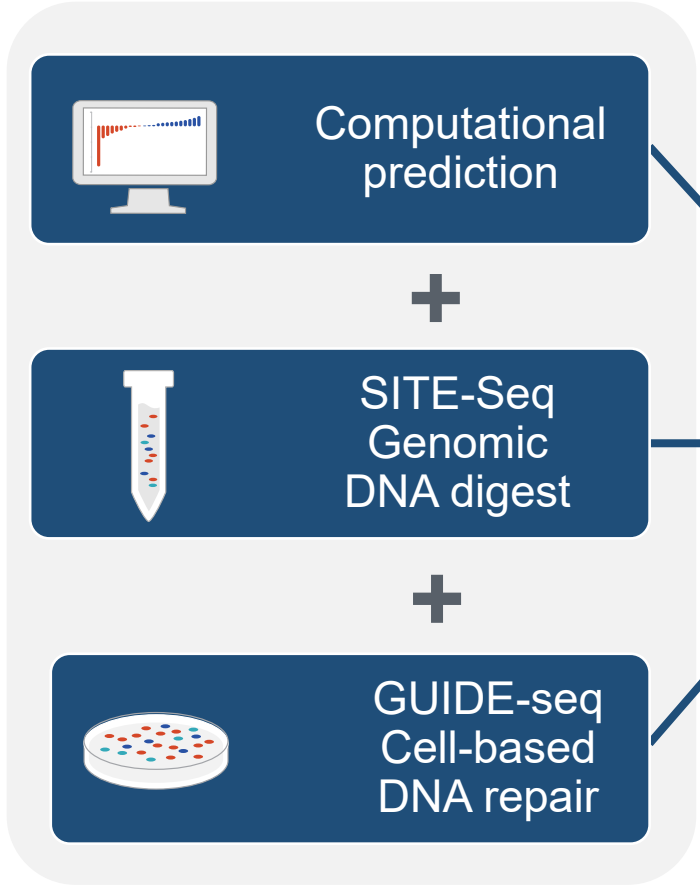 Computational
prediction
+
SITE-Seq
Genomic
DNA digest
+
GUIDE-seq
Cell-based
DNA repair